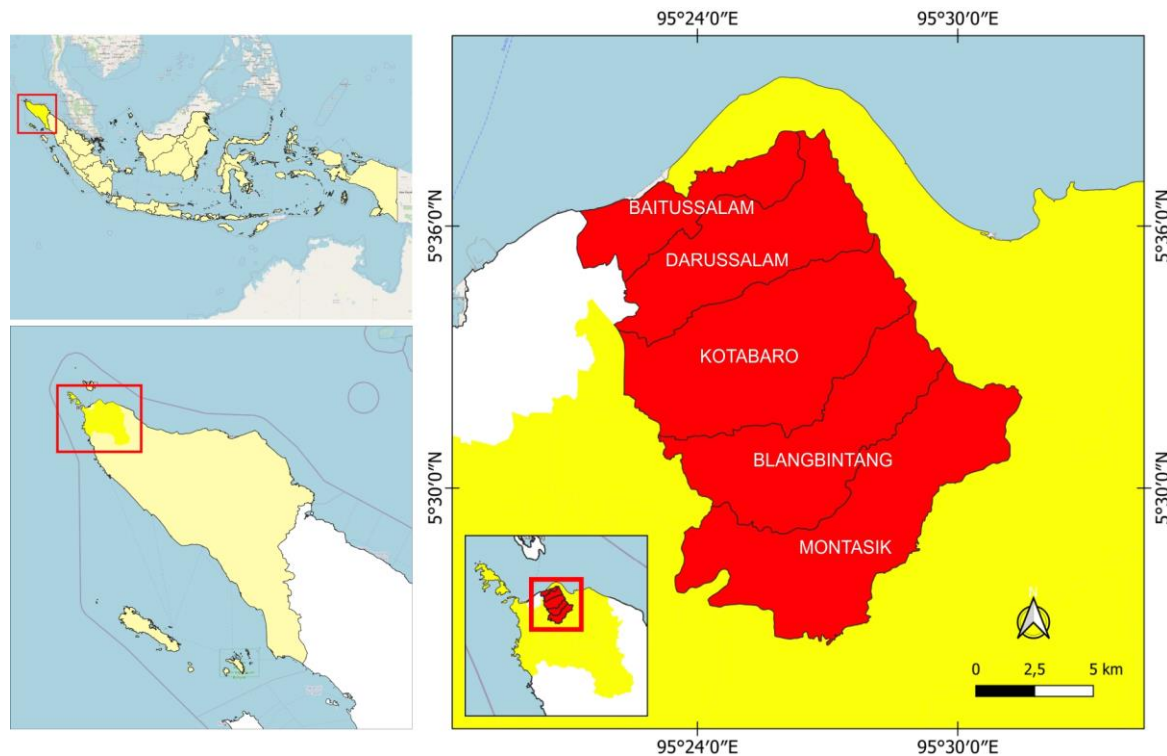 95°24′0″E
95°30′0″E
5°36′0″N
5°36′0″N
BAITUSSALAM
DARUSSALAM
KOTABARO
BLANGBINTANG
5°30′0″N
5°30′0″N
MONTASIK
N
0
2,5
5 km
95°24′0″E
95°30′0″E